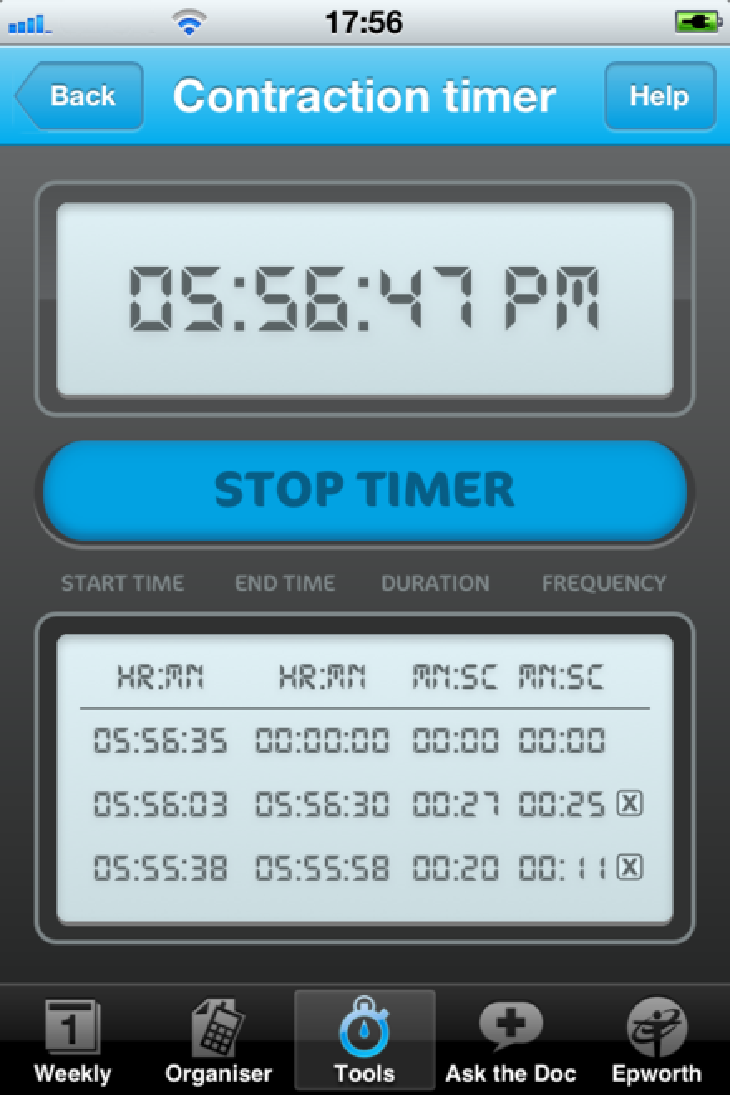 17:56
Back Contraction timer Help
05:56:47 PM
STOP TIMER
START TIME END TIME DURATION FREQUENCY
HR:MN HR:MN MN:SC MN:SC
05:56:35 00:00:00 00:00 00:00
05:56:03 05:56:30 00:27 00:25 X
05:55:38 05:55:58 00:20 00:11 X
1
Weekly Organiser Tools Ask the Doc Epworth